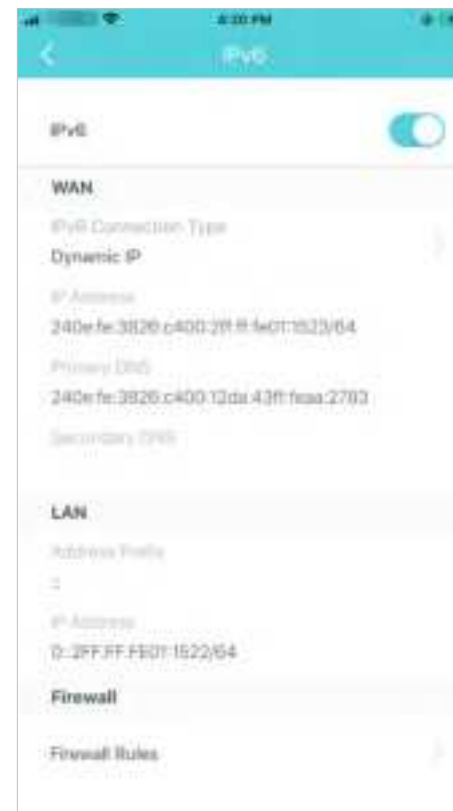 4:20 PM
IPv6
IPv6
WAN
IPv6 Connection Type
Dynamic IP
IP Address
240e:fe:3826:c400:2ff:ff:fe01:1523/64
Primary DNS
240e:fe:3826:c400:12da:43ff:feaa:2783
Secondary DNS
LAN
Address Prefix
::
IP Address
0::2FF:FF:FE01:1522/64
Firewall
Firewall Rules